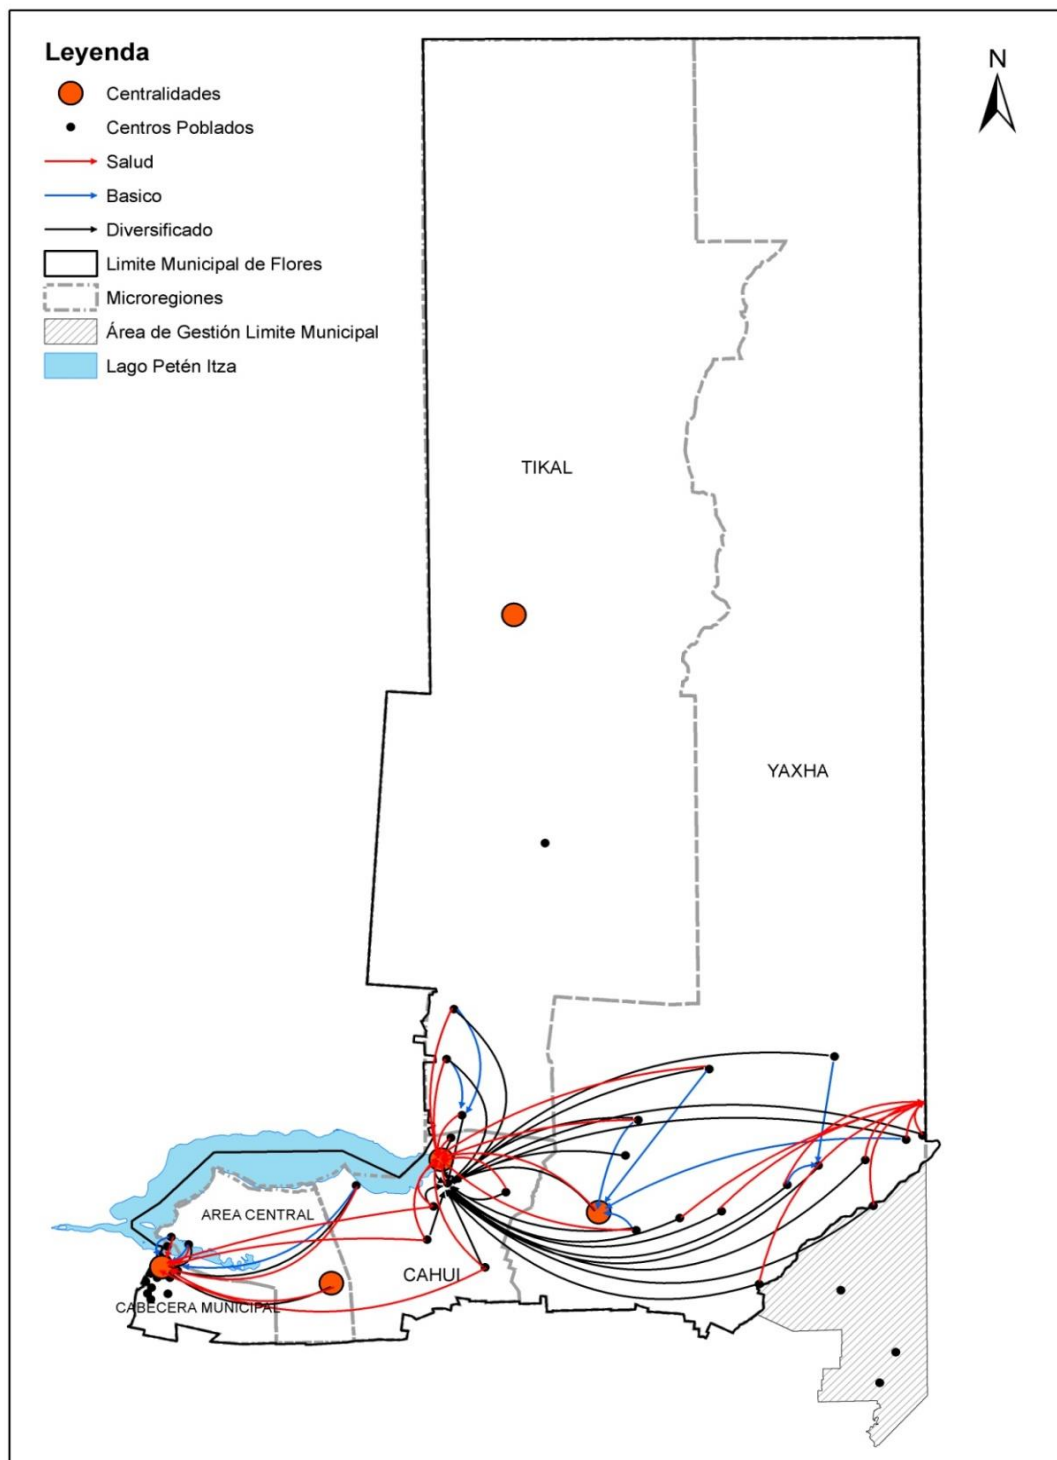 Leyenda
Centralidades
Centros Poblados
Salud
Basico
Diversificado
Limite Municipal de Flores
Microregiones
Área de Gestión Limite Municipal
Lago Petén Itza
N
TIKAL
YAXHA
AREA CENTRAL
CAHUI
CABECERA MUNICIPAL